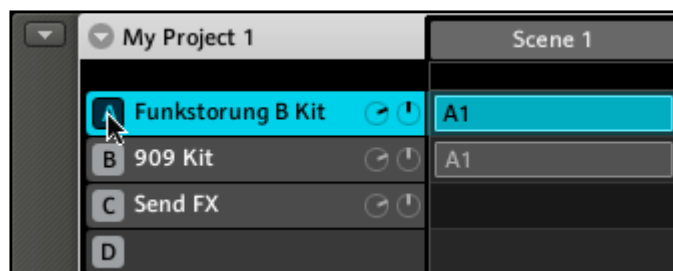 My Project 1 Scene 1
A Funkstorung B Kit A1
B 909 Kit A1
C Send FX
D